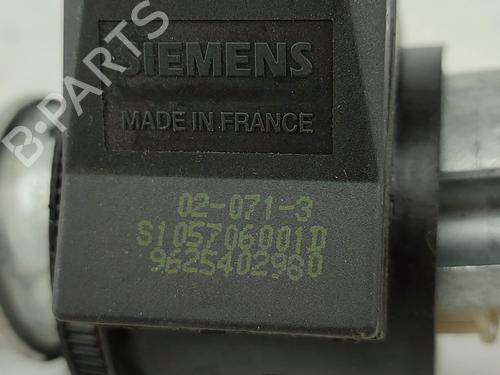 SIEMENS
MADE IN FRANCE
02-071-3
S105706001D
9625402980
B-PARTS